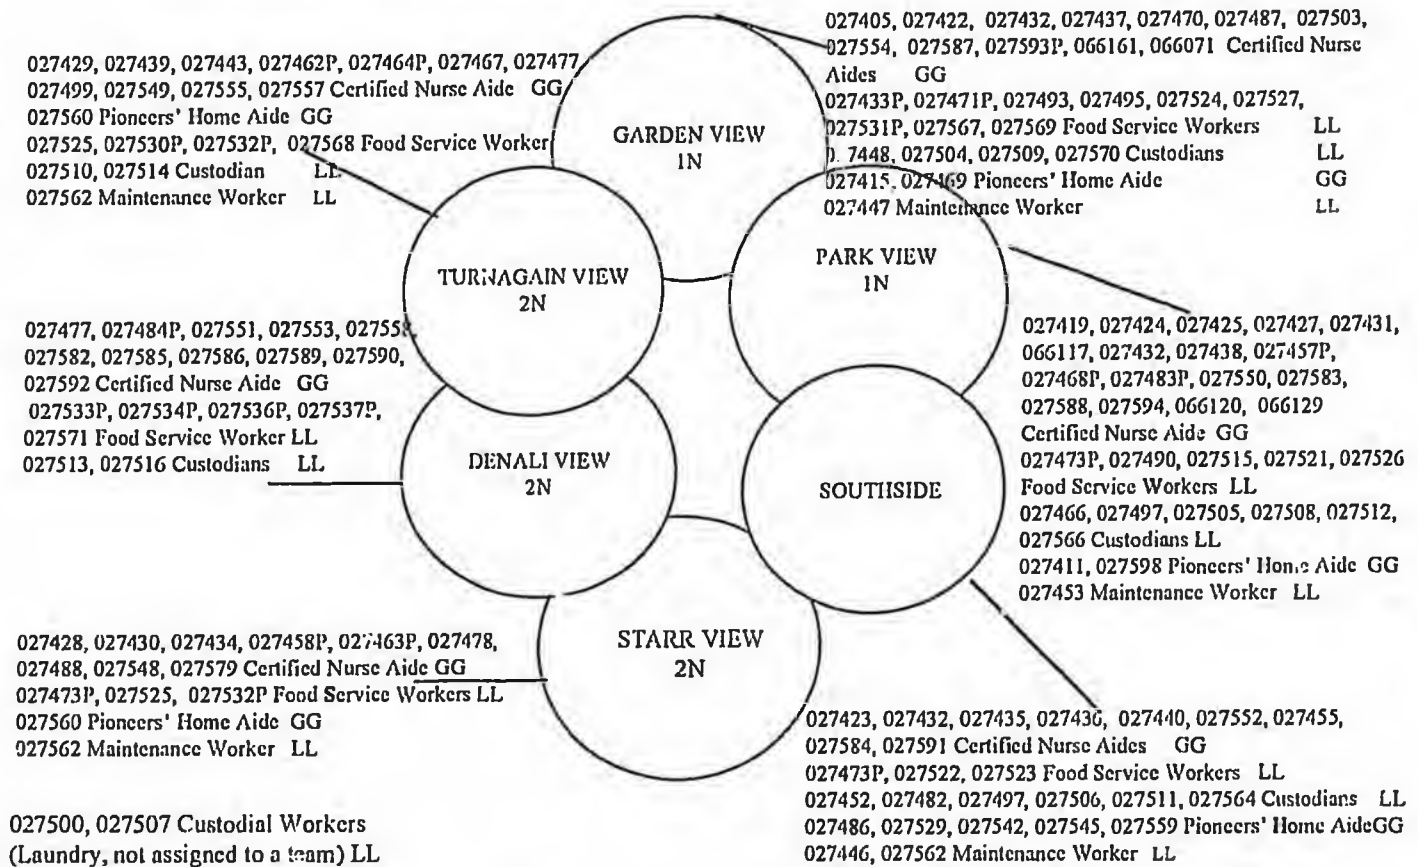 027405, 027422, 027432, 027437, 027470, 027487, 027503,
027554, 027587, 027593P, 066161, 066071 Certified Nurse
Aides GG
027433P, 027471P, 027493, 027495, 027524, 027527,
027531P, 027567, 027569 Food Service Workers LL
7448, 027504, 027509, 027570 Custodians LL
027415, 027469 Pioneers' Home Aide GG
027447 Maintenance Worker LL
027429, 027439, 027443, 027462P, 027464P, 027467, 027477
027499, 027549, 027555, 027557 Certified Nurse Aide GG
027560 Pioneers' Home Aide GG
027525, 027530P, 027532P, 027568 Food Service Worker
027510, 027514 Custodian LL
027562 Maintenance Worker LL
GARDEN VIEW
1N
PARK VIEW
1N
TURNAGAIN VIEW
2N
027477, 027484P, 027551, 027553, 027558,
027582, 027585, 027586, 027589, 027590,
027592 Certified Nurse Aide GG
027533P, 027534P, 027536P, 027537P,
027571 Food Service Worker LL
027513, 027516 Custodians LL
027419, 027424, 027425, 027427, 027431,
066117, 027432, 027438, 027457P,
027468P, 027483P, 027550, 027583,
027588, 027594, 066120, 066129
Certified Nurse Aide GG
027473P, 027490, 027515, 027521, 027526
Food Service Workers LL
027466, 027497, 027505, 027508, 027512,
027566 Custodians LL
027411, 027598 Pioneers' Home Aide GG
027453 Maintenance Worker LL
DENALI VIEW
2N
SOUTHSIDE
STARR VIEW
2N
027428, 027430, 027434, 027458P, 027463P, 027478,
027488, 027548, 027579 Certified Nurse Aide GG
027473P, 027525, 027532P Food Service Workers LL
027560 Pioneers' Home Aide GG
027562 Maintenance Worker LL
027423, 027432, 027435, 027436, 027440, 027552, 027455,
027584, 027591 Certified Nurse Aides GG
027473P, 027522, 027523 Food Service Workers LL
027452, 027482, 027497, 027506, 027511, 027564 Custodians LL
027486, 027529, 027542, 027545, 027559 Pioneers' Home AideGG
027446, 027562 Maintenance Worker LL
027500, 027507 Custodial Workers
(Laundry, not assigned to a team) LL